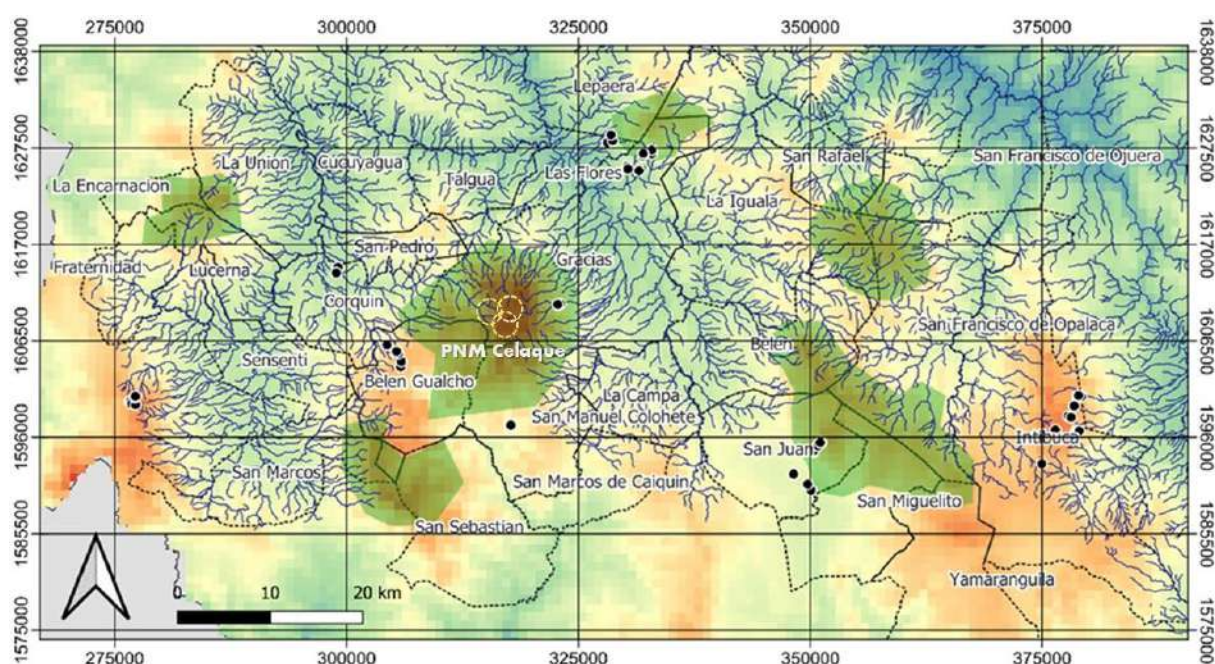 275000 300000 325000 350000 375000
1638000 1638000
Lepaera
1627500 1627500
La Union Cucuyagua San Rafael San Francisco de Ojuera
La Encarnacion Talgua Las Flores
La Iguala
1617000 San Pedro 1617000
Fraternidad Lucerna Gracias
Corquin
San Francisco de Opalaca
1606500 PNM Celaque Belen 1606500
Sensenti
Belen Gualcho
La Campa
San Manuel Colohete
1596000 Intibuca 1596000
San Juan
San Marcos San Marcos de Caiquin
San Miguelito
San Sebastian
1585500 1585500
Yamaranguila
0 10 20 km
1575000 1575000
275000 300000 325000 350000 375000